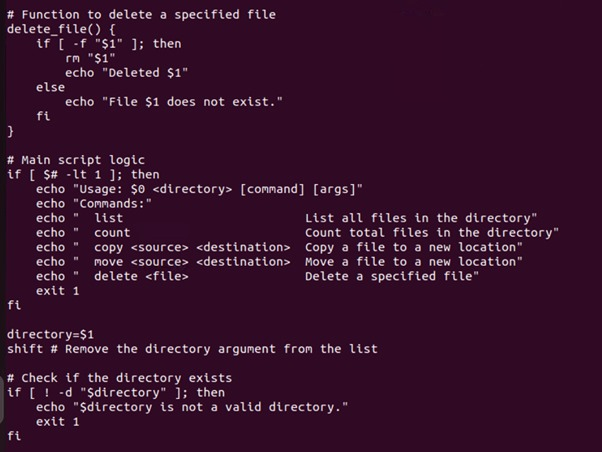 # Function to delete a specified file
delete_file() {
    if [ -f "$1" ]; then
        rm "$1"
        echo "Deleted $1"
    else
        echo "File $1 does not exist."
    fi
}

# Main script logic
if [ $# -lt 1 ]; then
    echo "Usage: $0 <directory> [command] [args]"
    echo "Commands:"
    echo "  list                         List all files in the directory"
    echo "  count                        Count total files in the directory"
    echo "  copy <source> <destination>  Copy a file to a new location"
    echo "  move <source> <destination>  Move a file to a new location"
    echo "  delete <file>                Delete a specified file"
    exit 1
fi

directory=$1
shift # Remove the directory argument from the list

# Check if the directory exists
if [ ! -d "$directory" ]; then
    echo "$directory is not a valid directory."
    exit 1
fi